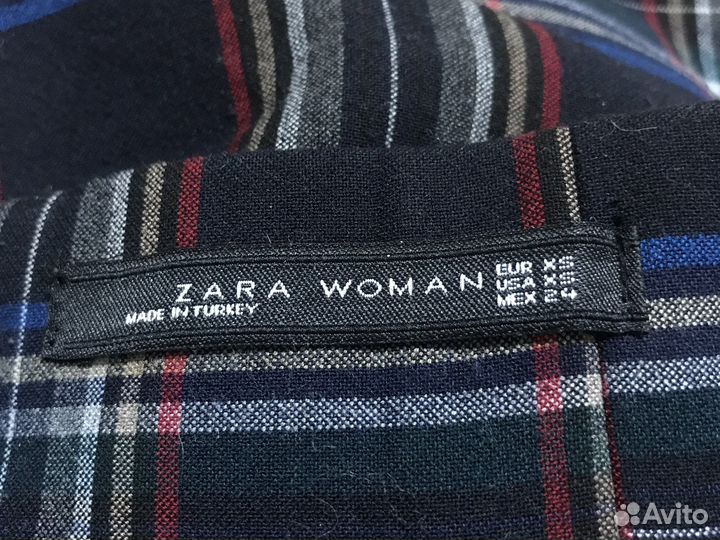 ZARA WOMAN
MADE IN TURKEY
EUR XS
USA XS
MEX 24
Avito